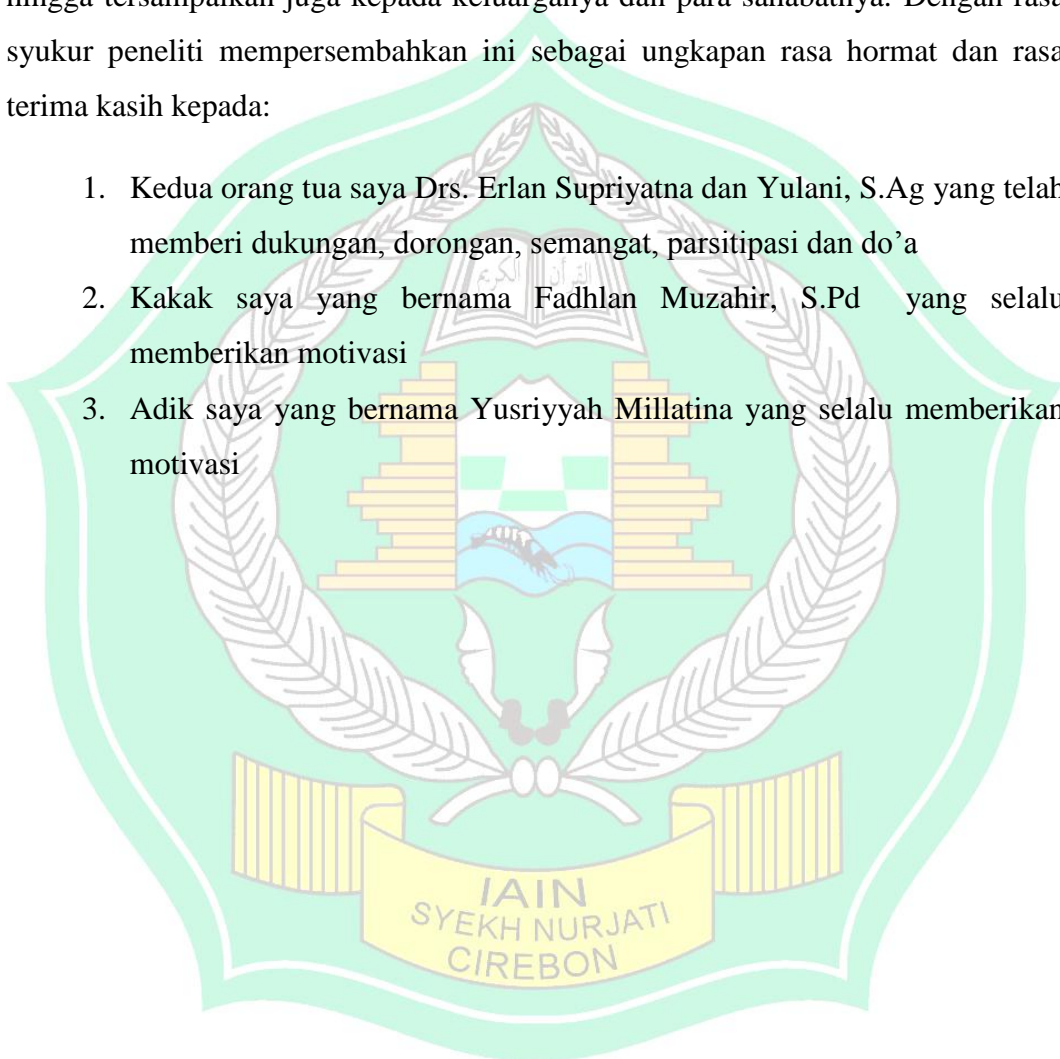 hingga tersampaikan juga kepada keluarganya dan para sahabatnya. Dengan rasa
syukur peneliti mempersembahkan ini sebagai ungkapan rasa hormat dan rasa
terima kasih kepada:
1. Kedua orang tua saya Drs. Erlan Supriyatna dan Yulani, S.Ag yang telah
memberi dukungan, dorongan, semangat, parsitipasi dan do’a
2. Kakak saya yang bernama Fadhlan Muzahir, S.Pd yang selalu
memberikan motivasi
3. Adik saya yang bernama Yusriyyah Millatina yang selalu memberikan
motivasi
القرآن الكريم
IAIN
SYEKH NURJATI
CIREBON